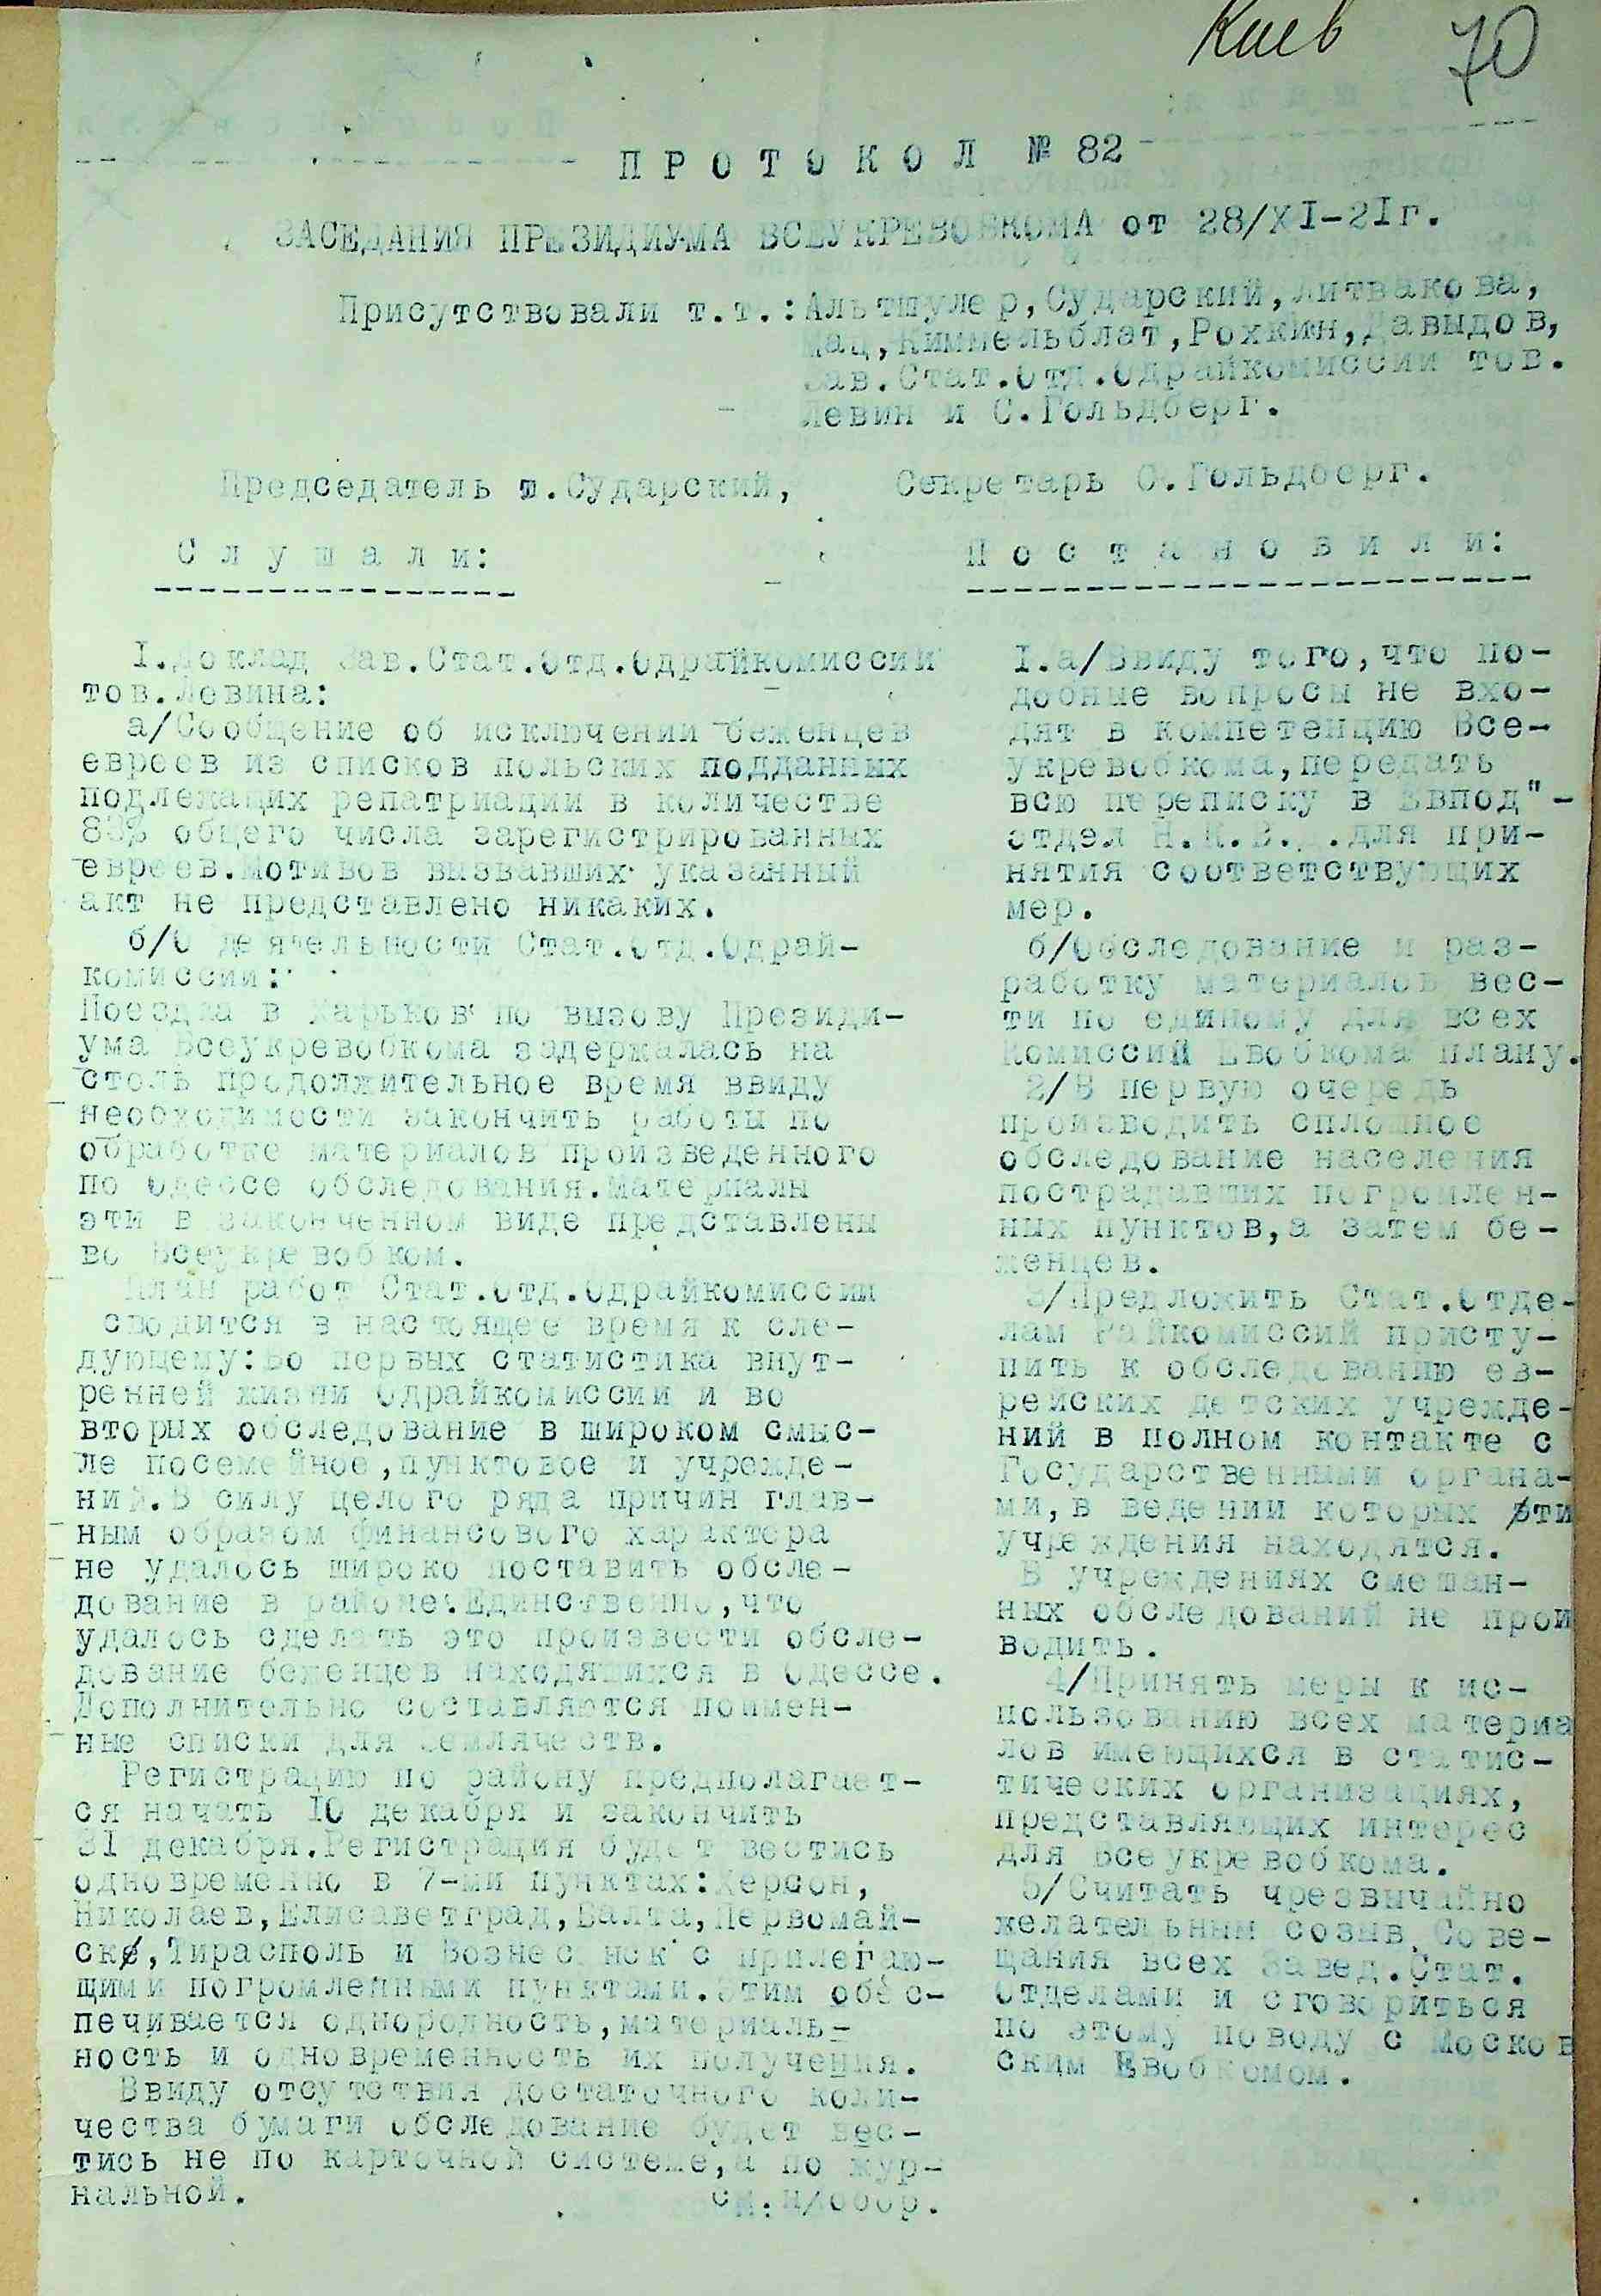 Киев 70
П Р О Т О К О Л № 82
ЗАСЕДАНИЯ ПРЕЗИДИУМА ВСЕУКРЕВОБКОМА от 28/XI-2Iг.
Присутствовали т.т.:Альтшулер,Сударский,Литвакова,
Мац,Киммельблат,Рохкин,Давыдов,
Зав.Стат.Отд.Одрайкомиссии тов.
Левин и С.Гольдберг.
Председатель т.Сударский, Секретарь С.Гольдберг.
С л у ш а л и:
I.Доклад Зав.Стат.Отд.Одрайкомиссии
тов.Левина:
а/Сообщение об исключении беженцев
евреев из списков польских подданных
подлежащих репатриации в количестве
83% общего числа зарегистрированных
евреев.Мотивов вызвавших указанный
акт не представлено никаких.
б/О деятельности Стат.Отд.Одрай-
комиссии:
Поездка в Харьков по вызову Президи-
ума Всеукревобкома задержалась на
столь продолжительное время ввиду
необходимости закончить работы по
обработке материалов произведенного
по Одессе обследования.Материалы
эти в законченном виде представлены
во Всеукревобком.
План работ Стат.Отд.Одрайкомиссии
сводится в настоящее время к сле-
дующему:Во первых статистика внут-
ренней жизни Одрайкомиссии и во
вторых обследование в широком смыс-
ле посемейное,пунктовое и учрежде-
ний.В силу целого ряда причин глав-
ным образом финансового характера
не удалось широко поставить обсле-
дование в районе.Единственно,что
удалось сделать это произвести обсле-
дование беженцев находящихся в Одессе.
Дополнительно составляются поимен-
ные списки для землячеств.
Регистрацию по району предполагает-
ся начать IO декабря и закончить
3I декабря.Регистрация будет вестись
одновременно в 7-ми пунктах:Херсон,
Николаев,Елисаветград,Балта,Первомай-
ск,Тирасполь и Вознесенск с прилегаю-
щими погромленными пунктами.Этим обес-
печивается однородность,материаль-
ность и одновременность их получения.
Ввиду отсутствия достаточного коли-
чества бумаги обследование будет вес-
тись не по карточной системе,а по жур-
нальной.
См.н/обор.
П о с т а н о в и л и:
I.а/Ввиду того,что по-
добные вопросы не вхо-
дят в компетенцию Все-
укревобкома,передать
всю переписку в Эвпод"-
отдел Н.К.В. .для при-
нятия соответствующих
мер.
б/Обследование и раз-
работку материалов вес-
ти по единому для всех
Комиссий Евобкома плану.
2/В первую очередь
производить сплошное
обследование населения
пострадавших погромлен-
ных пунктов,а затем бе-
женцев.
3/Предложить Стат.Отде-
лам Райкомиссий присту-
пить к обследованию ев-
рейских детских учрежде-
ний в полном контакте с
Государственными органа-
ми,в ведении которых эти
учреждения находятся.
В учреждениях смешан-
ных обследований не прои
водить.
4/Принять меры к ис-
пользованию всех материа
лов имеющихся в статис-
тических организациях,
представляющих интерес
для Всеукревобкома.
5/Считать чрезвычайно
желательным созыв Сове-
щания всех Завед.Стат.
Отделами и сговориться
по этому поводу с Москов
ским Евобкомом.